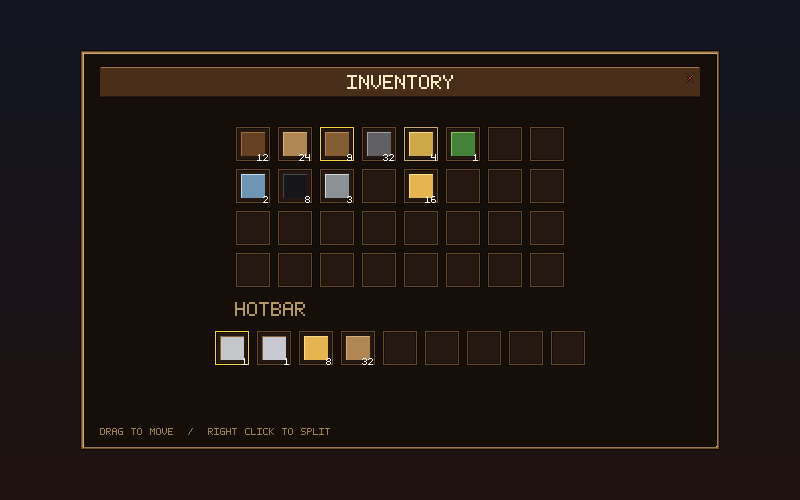 INVENTORY ×
12 24 9 32 4 1
2 8 3 16
HOTBAR
1 1 8 32
DRAG TO MOVE / RIGHT CLICK TO SPLIT